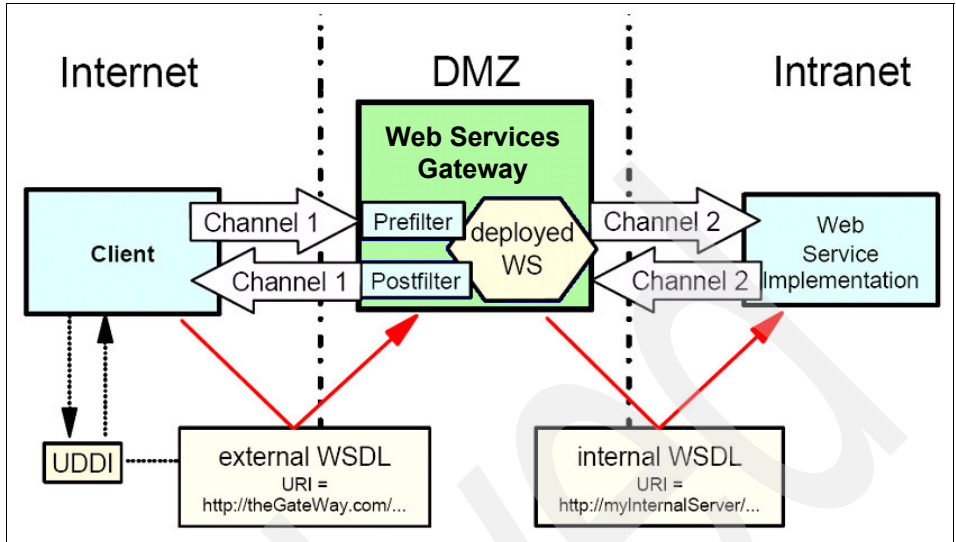 Internet
DMZ
Intranet
Web Services
Gateway
Client
Channel 1
Channel 1
Prefilter
Postfilter
deployed
WS
Channel 2
Channel 2
Web
Service
Implementation
UDDI
external WSDL
URI =
http://theGateWay.com/...
internal WSDL
URI =
http://myInternalServer/...